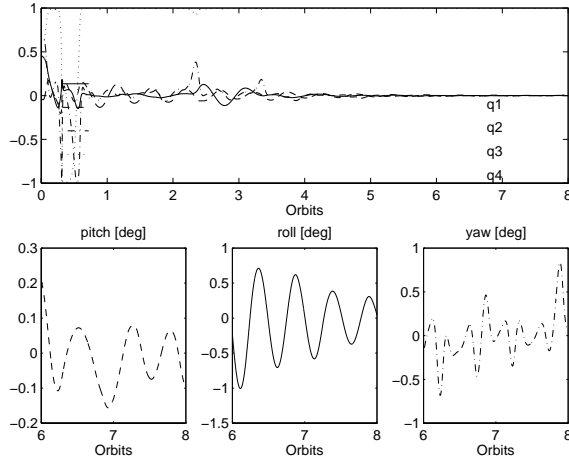 1
0.5
0
−0.5
−1
q1
q2
q3
q4
0 1 2 3 4 5 6 7 8
Orbits
pitch [deg]
0.3
0.2
0.1
0
−0.1
−0.2
6 7 8
Orbits
roll [deg]
1
0.5
0
−0.5
−1
−1.5
6 7 8
Orbits
yaw [deg]
1
0.5
0
−0.5
−1
6 7 8
Orbits